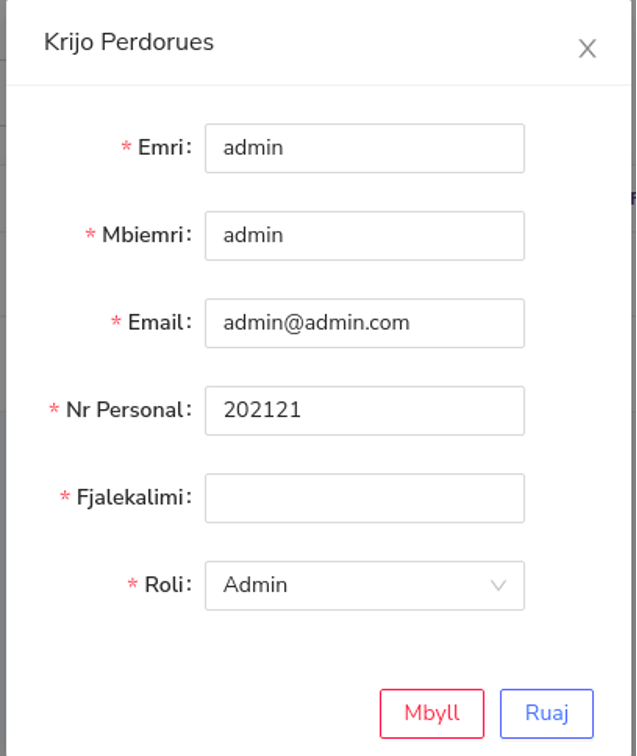 Krijo Perdorues
* Emri: admin
* Mbiemri: admin
* Email: admin@admin.com
* Nr Personal: 202121
* Fjalekalimi:
* Roli: Admin
Mbyll Ruaj